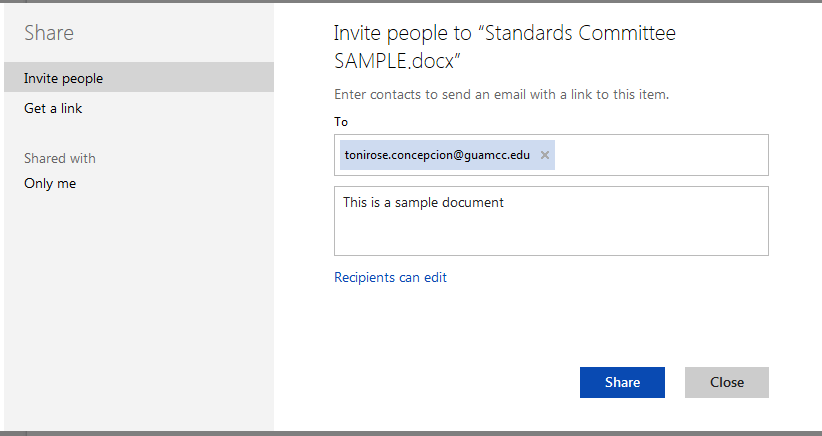 Share
Invite people
Get a link
Shared with
Only me
Invite people to “Standards Committee
SAMPLE.docx”
Enter contacts to send an email with a link to this item.
To
tonirose.concepcion@guamcc.edu ×
This is a sample document
Recipients can edit
Share
Close